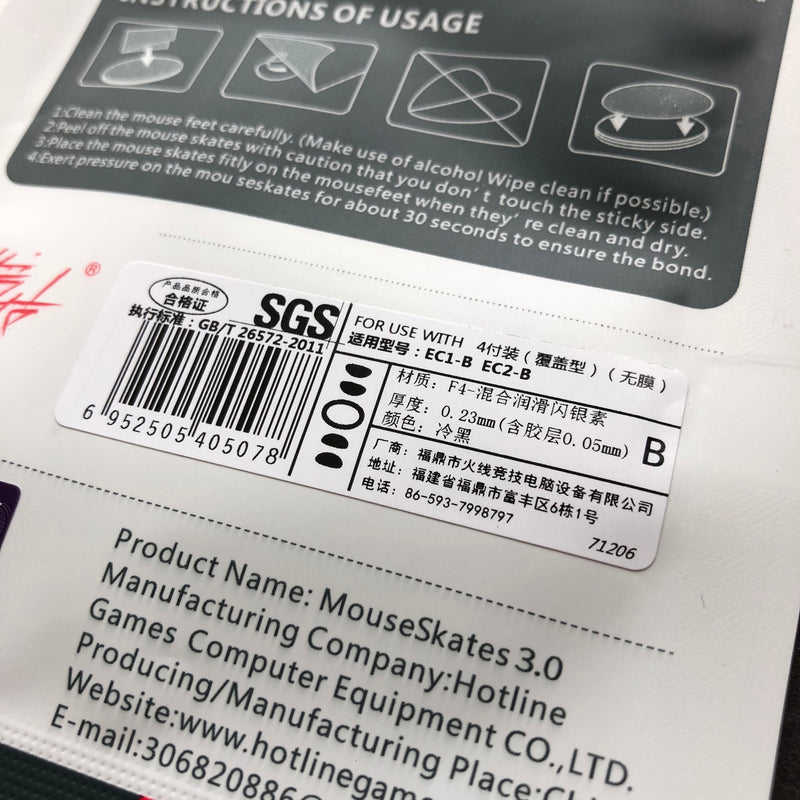 INSTRUCTIONS OF USAGE
1:Clean the mouse feet carefully. (Make use of alcohol Wipe clean if possible.)
2:Peel off the mouse skates with caution that you don't touch the sticky side.
3:Place the mouse skates fitly on the mousefeet when they're clean and dry.
4:Exert pressure on the mou seskates for about 30 seconds to ensure the bond.
®
产品品质合格
合格证
SGS
执行标准：GB/T 26572-2011
6 952505 405078
FOR USE WITH 4付装（覆盖型）（无膜）
适用型号：EC1-B EC2-B
材质：F4-混合润滑闪银素
厚度：0.23mm(含胶层0.05mm)
颜色：冷黑
B
厂商：福鼎市火线竞技电脑设备有限公司
地址：福建省福鼎市富丰区6栋1号
电话：86-593-7998797
71206
Product Name: MouseSkates 3.0
Manufacturing Company:Hotline
Games Computer Equipment CO.,LTD.
Producing/Manufacturing Place:Chi
Website:www.hotlinegam
E-mail:306820886@